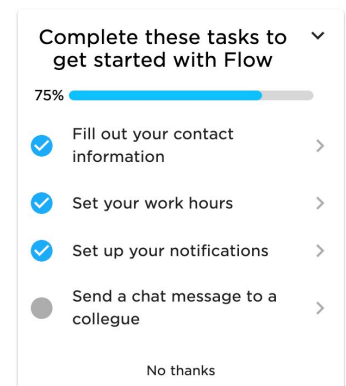 Complete these tasks to
get started with Flow
75%
Fill out your contact
information
Set your work hours
Set up your notifications
Send a chat message to a
collegue
No thanks